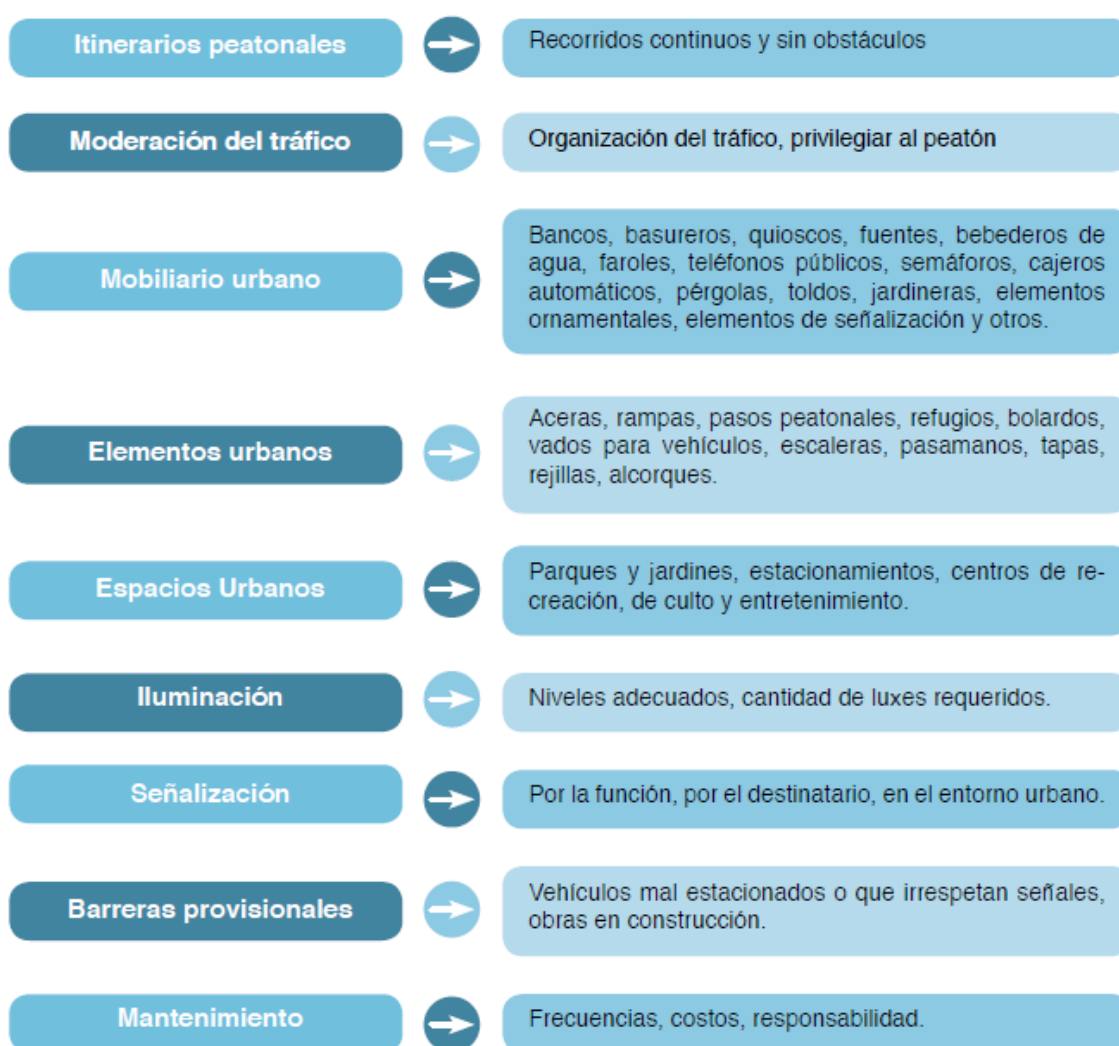 Itinerarios peatonales
Recorridos continuos y sin obstáculos
Moderación del tráfico
Organización del tráfico, privilegiar al peatón
Mobiliario urbano
Bancos, basureros, quioscos, fuentes, bebederos de
agua, faroles, teléfonos públicos, semáforos, cajeros
automáticos, pérgolas, toldos, jardineras, elementos
ornamentales, elementos de señalización y otros.
Elementos urbanos
Aceras, rampas, pasos peatonales, refugios, bolardos,
vados para vehículos, escaleras, pasamanos, tapas,
rejillas, alcorques.
Espacios Urbanos
Parques y jardines, estacionamientos, centros de re-
creación, de culto y entretenimiento.
Iluminación
Niveles adecuados, cantidad de luxes requeridos.
Señalización
Por la función, por el destinatario, en el entorno urbano.
Barreras provisionales
Vehículos mal estacionados o que irrespetan señales,
obras en construcción.
Mantenimiento
Frecuencias, costos, responsabilidad.